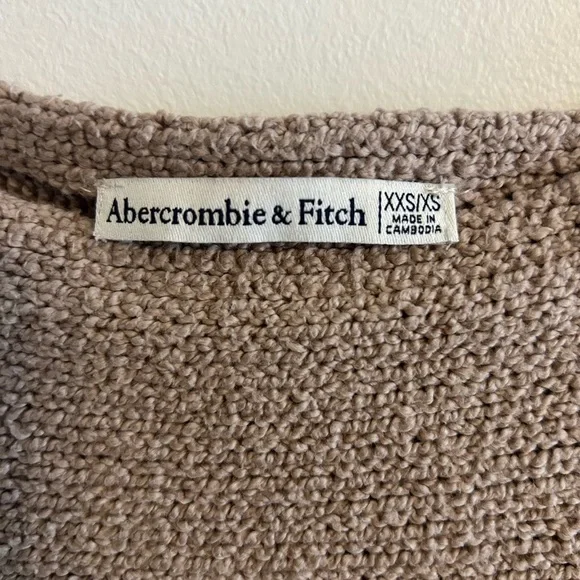 Abercrombie & Fitch
XXS/XS
MADE IN
CAMBODIA